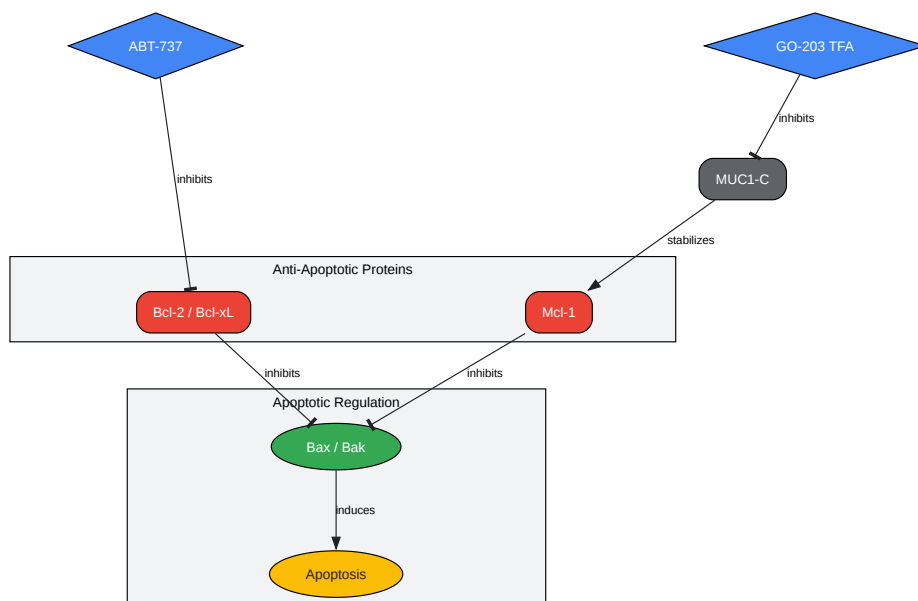 ABT-737
GO-203 TFA
inhibits
MUC1-C
inhibits
stabilizes
Anti-Apoptotic Proteins
Bcl-2 / Bcl-xL
Mcl-1
inhibits
inhibits
Apoptotic Regulation
Bax / Bak
induces
Apoptosis